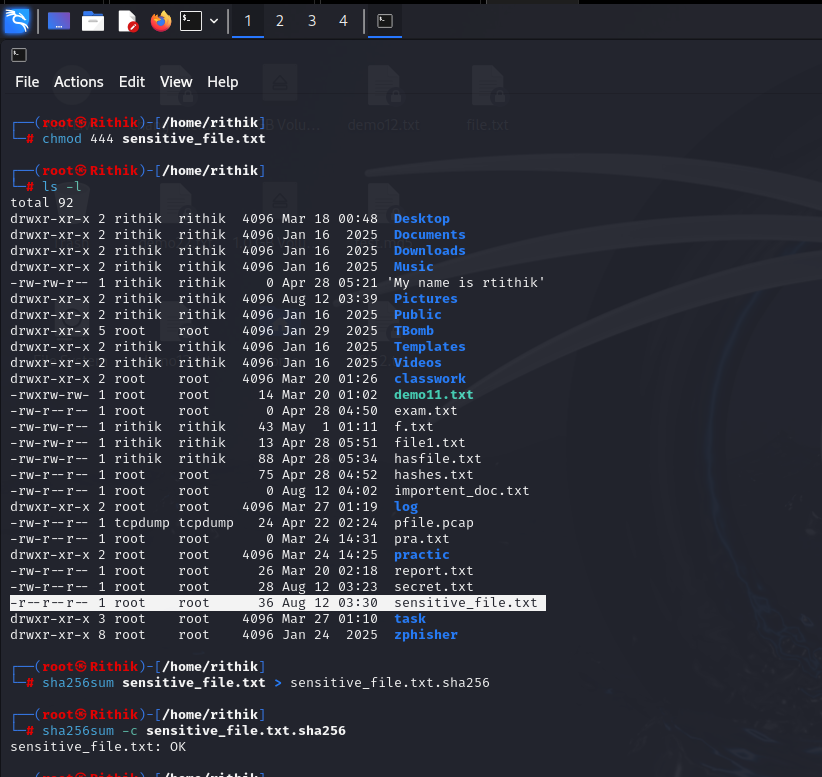 1 2 3 4
File Actions Edit View Help
demo12.txt file.txt
┌──(root㉿Rithik)-[/home/rithik]
└─# chmod 444 sensitive_file.txt
┌──(root㉿Rithik)-[/home/rithik]
└─# ls -l
total 92
drwxr-xr-x 2 rithik  rithik  4096 Mar 18 00:48  Desktop
drwxr-xr-x 2 rithik  rithik  4096 Jan 16  2025  Documents
drwxr-xr-x 2 rithik  rithik  4096 Jan 16  2025  Downloads
drwxr-xr-x 2 rithik  rithik  4096 Jan 16  2025  Music
-rw-rw-r-- 1 rithik  rithik     0 Apr 28 05:21 'My name is rtithik'
drwxr-xr-x 2 rithik  rithik  4096 Aug 12 03:39  Pictures
drwxr-xr-x 2 rithik  rithik  4096 Jan 16  2025  Public
drwxr-xr-x 5 root    root    4096 Jan 29  2025  TBomb
drwxr-xr-x 2 rithik  rithik  4096 Jan 16  2025  Templates
drwxr-xr-x 2 rithik  rithik  4096 Jan 16  2025  Videos
drwxr-xr-x 2 root    root    4096 Mar 20 01:26  classwork
-rwxrw-rw- 1 root    root      14 Mar 20 01:02  demo11.txt
-rw-r--r-- 1 root    root       0 Apr 28 04:50  exam.txt
-rw-rw-r-- 1 rithik  rithik    43 May  1 01:11  f.txt
-rw-rw-r-- 1 rithik  rithik    13 Apr 28 05:51  file1.txt
-rw-rw-r-- 1 rithik  rithik    88 Apr 28 05:34  hasfile.txt
-rw-r--r-- 1 root    root      75 Apr 28 04:52  hashes.txt
-rw-r--r-- 1 root    root       0 Aug 12 04:02  importent_doc.txt
drwxr-xr-x 2 root    root    4096 Mar 27 01:19  log
-rw-r--r-- 1 tcpdump tcpdump   24 Apr 22 02:24  pfile.pcap
-rw-r--r-- 1 root    root       0 Mar 24 14:31  pra.txt
drwxr-xr-x 2 root    root    4096 Mar 24 14:25  practic
-rw-r--r-- 1 root    root      26 Mar 20 02:18  report.txt
-rw-r--r-- 1 root    root      28 Aug 12 03:23  secret.txt
-r--r--r-- 1 root    root      36 Aug 12 03:30  sensitive_file.txt
drwxr-xr-x 3 root    root    4096 Mar 27 01:10  task
drwxr-xr-x 8 root    root    4096 Jan 24  2025  zphisher
┌──(root㉿Rithik)-[/home/rithik]
└─# sha256sum sensitive_file.txt > sensitive_file.txt.sha256
┌──(root㉿Rithik)-[/home/rithik]
└─# sha256sum -c sensitive_file.txt.sha256
sensitive_file.txt: OK
┌──(root㉿Rithik)-[/home/rithik]